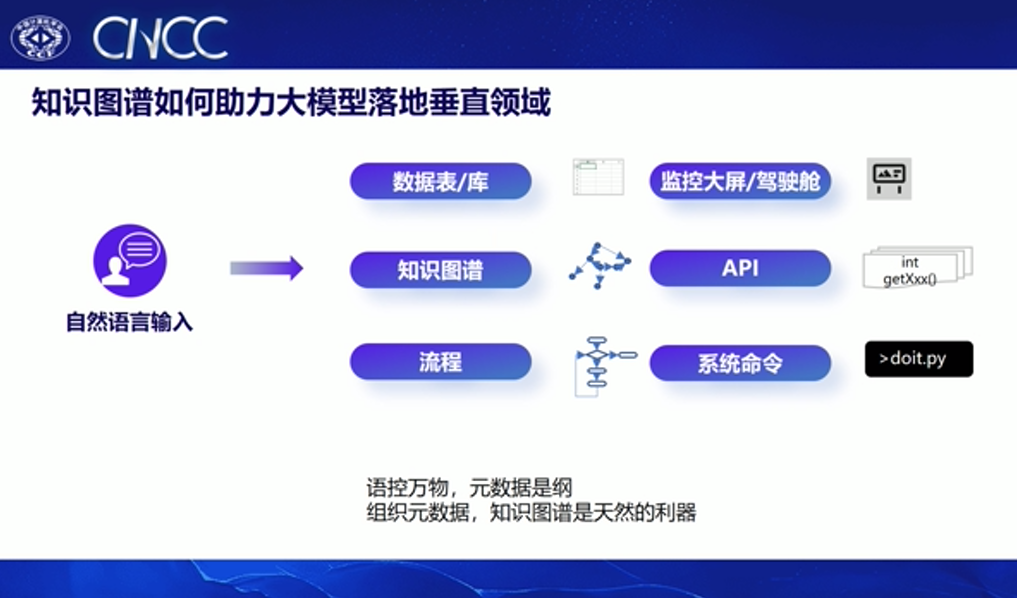 CCF
CNCC
知识图谱如何助力大模型落地垂直领域
自然语言输入
数据表/库
监控大屏/驾驶舱
知识图谱
API
int
getXxx()
流程
系统命令
>doit.py
语控万物，元数据是纲
组织元数据，知识图谱是天然的利器